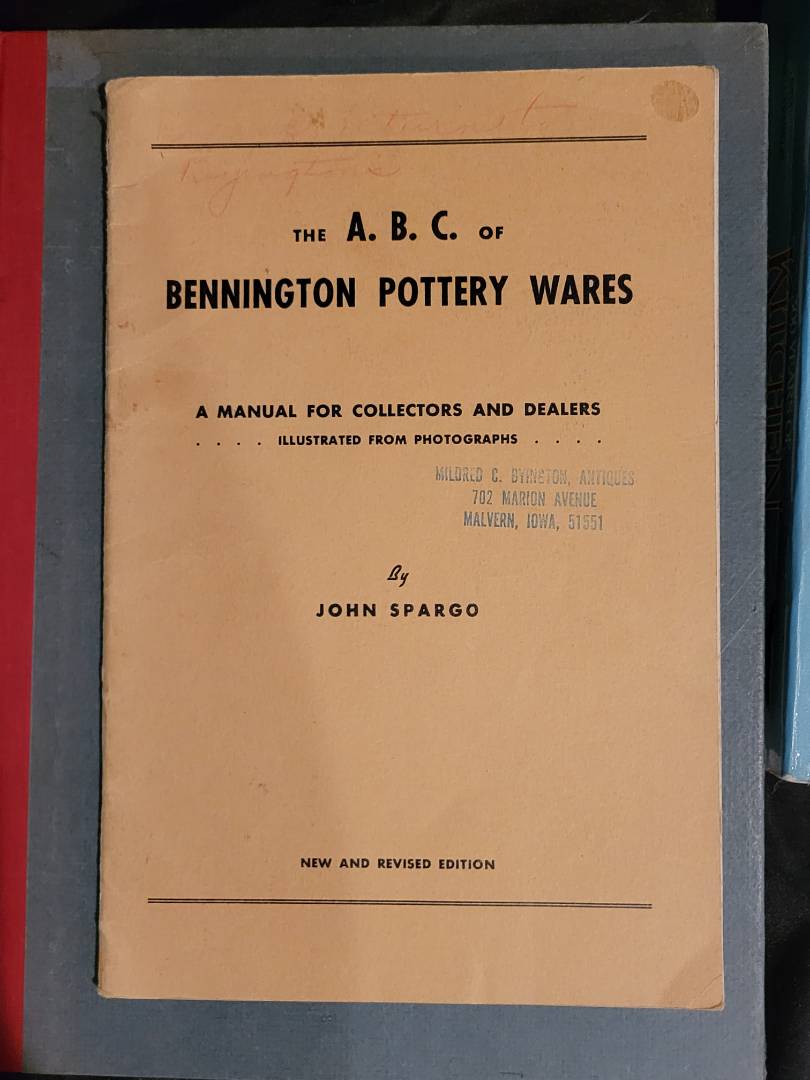 THE A. B. C. OF
BENNINGTON POTTERY WARES
A MANUAL FOR COLLECTORS AND DEALERS
. . . . ILLUSTRATED FROM PHOTOGRAPHS . . . .
MILDRED C. BYINGTON, ANTIQUES
702 MARION AVENUE
MALVERN, IOWA, 51551
By
JOHN SPARGO
NEW AND REVISED EDITION
KITCHEN